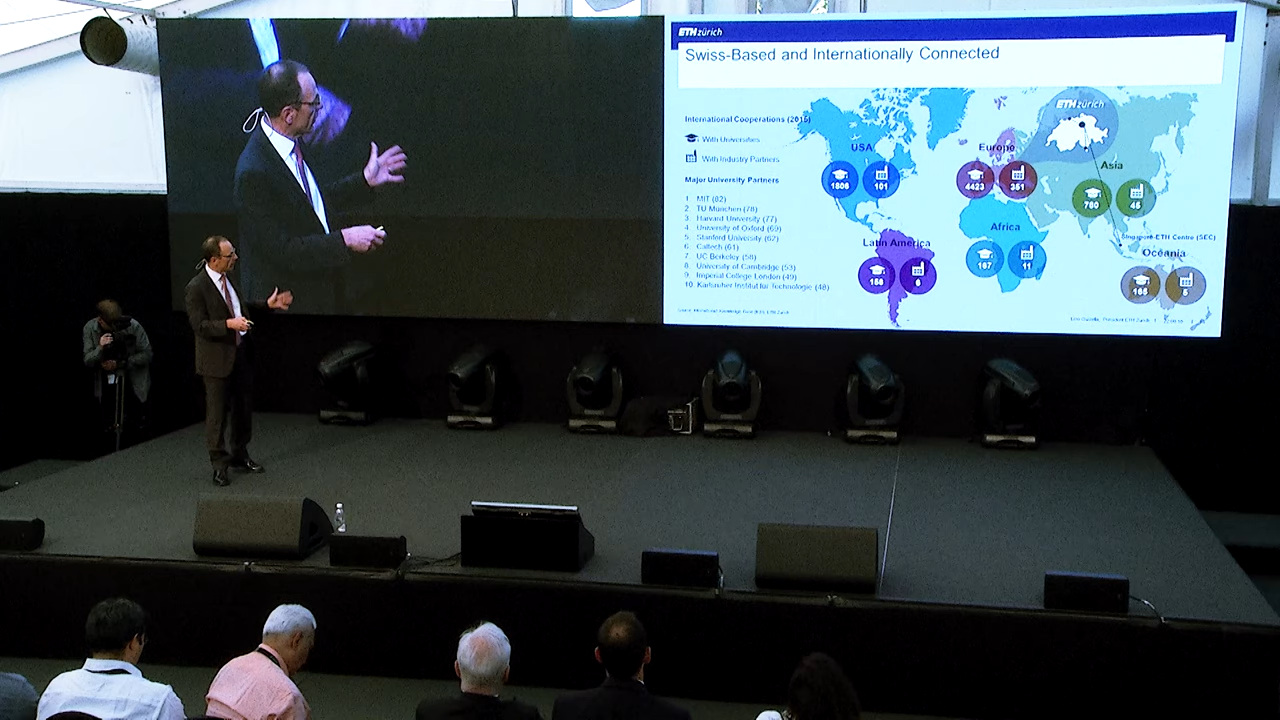 ETH zürich
Swiss-Based and Internationally Connected
International Cooperations (2015)
With Universities
With Industry Partners
Major University Partners
1. MIT (82)
2. TU München (78)
3. Harvard University (77)
4. University of Oxford (69)
5. Stanford University (62)
6. Caltech (61)
7. UC Berkeley (58)
8. University of Cambridge (53)
9. Imperial College London (49)
10. Karlsruher Institut für Technologie (48)
ETH zürich
USA
1806 101
Europe
4423 351
Asia
780 45
Africa
167 11
Latin America
158 6
Singapore-ETH Centre (SEC)
Oceania
165 5